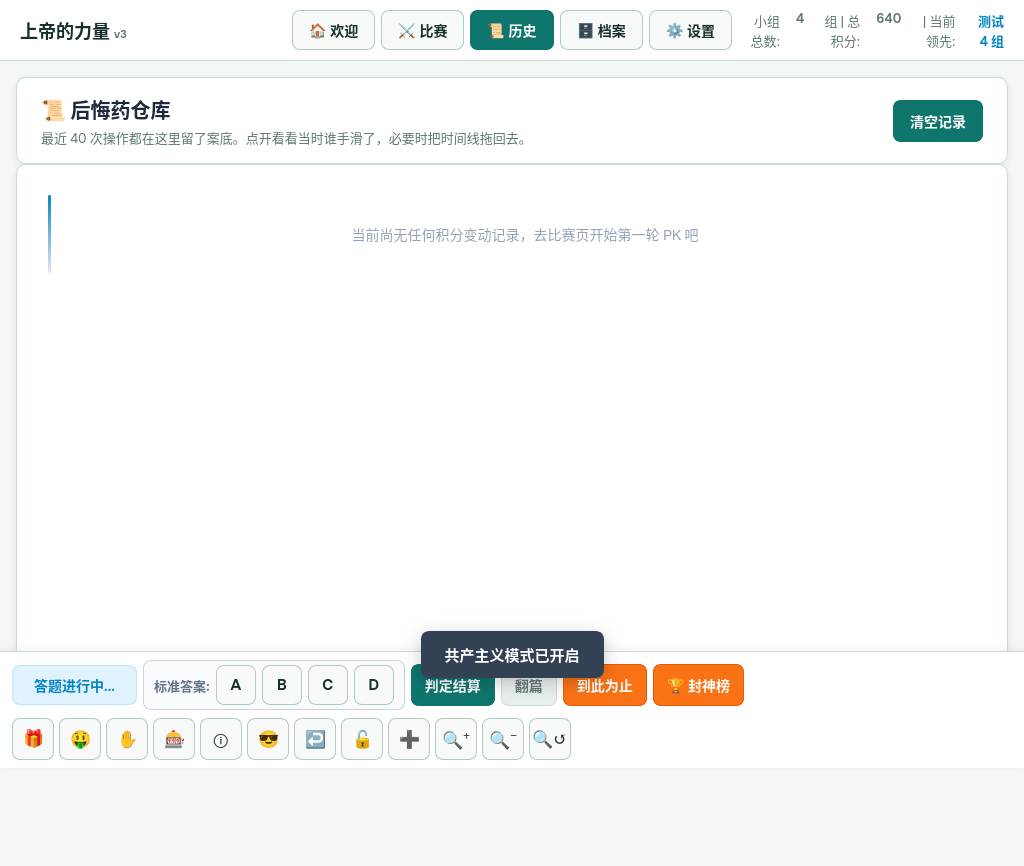 上帝的力量 v3
🏠 欢迎
⚔️ 比赛
📜 历史
🗄️ 档案
⚙️ 设置
小组总数: 4 组 | 总积分: 640 | 当前领先: 测试4 组
📜 后悔药仓库
最近 40 次操作都在这里留了案底。点开看看当时谁手滑了，必要时把时间线拖回去。
清空记录
当前尚无任何积分变动记录，去比赛页开始第一轮 PK 吧
共产主义模式已开启
答题进行中...
标准答案: A B C D
判定结算
翻篇
到此为止
🏆 封神榜